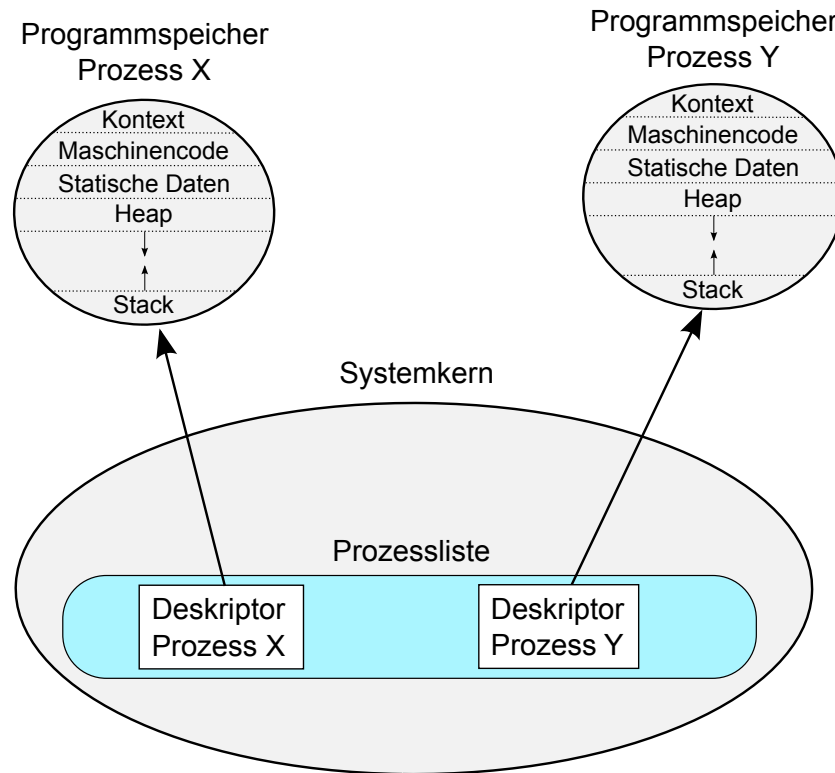 Programmspeicher
Prozess X
Kontext
Maschinencode
Statische Daten
Heap
Stack
Programmspeicher
Prozess Y
Kontext
Maschinencode
Statische Daten
Heap
Stack
Systemkern
Prozessliste
Deskriptor
Prozess X
Deskriptor
Prozess Y